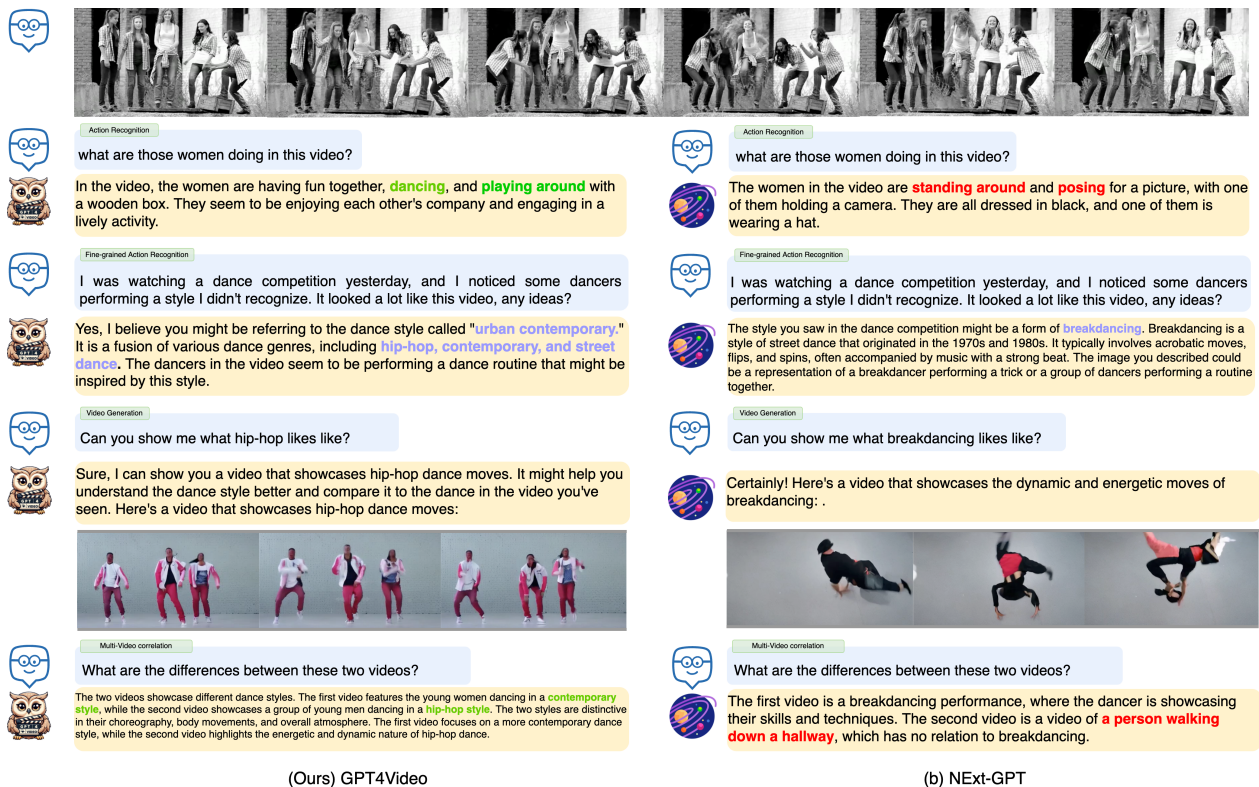 Action Recognition
what are those women doing in this video?
In the video, the women are having fun together, dancing, and playing around with
a wooden box. They seem to be enjoying each other's company and engaging in a
lively activity.
Fine-grained Action Recognition
I was watching a dance competition yesterday, and I noticed some dancers
performing a style I didn't recognize. It looked a lot like this video, any ideas?
Yes, I believe you might be referring to the dance style called "urban contemporary."
It is a fusion of various dance genres, including hip-hop, contemporary, and street
dance. The dancers in the video seem to be performing a dance routine that might be
inspired by this style.
Video Generation
Can you show me what hip-hop likes like?
Sure, I can show you a video that showcases hip-hop dance moves. It might help you
understand the dance style better and compare it to the dance in the video you've
seen. Here's a video that showcases hip-hop dance moves:
Multi-Video correlation
What are the differences between these two videos?
The two videos showcase different dance styles. The first video features the young women dancing in a contemporary
style, while the second video showcases a group of young men dancing in a hip-hop style. The two styles are distinctive
in their choreography, body movements, and overall atmosphere. The first video focuses on a more contemporary dance
style, while the second video highlights the energetic and dynamic nature of hip-hop dance.
(Ours) GPT4Video
Action Recognition
what are those women doing in this video?
The women in the video are standing around and posing for a picture, with one
of them holding a camera. They are all dressed in black, and one of them is
wearing a hat.
Fine-grained Action Recognition
I was watching a dance competition yesterday, and I noticed some dancers
performing a style I didn't recognize. It looked a lot like this video, any ideas?
The style you saw in the dance competition might be a form of breakdancing. Breakdancing is a
style of street dance that originated in the 1970s and 1980s. It typically involves acrobatic moves,
flips, and spins, often accompanied by music with a strong beat. The image you described could
be a representation of a breakdancer performing a trick or a group of dancers performing a routine
together.
Video Generation
Can you show me what breakdancing likes like?
Certainly! Here's a video that showcases the dynamic and energetic moves of
breakdancing: .
Multi-Video correlation
What are the differences between these two videos?
The first video is a breakdancing performance, where the dancer is showcasing
their skills and techniques. The second video is a video of a person walking
down a hallway, which has no relation to breakdancing.
(b) NExt-GPT